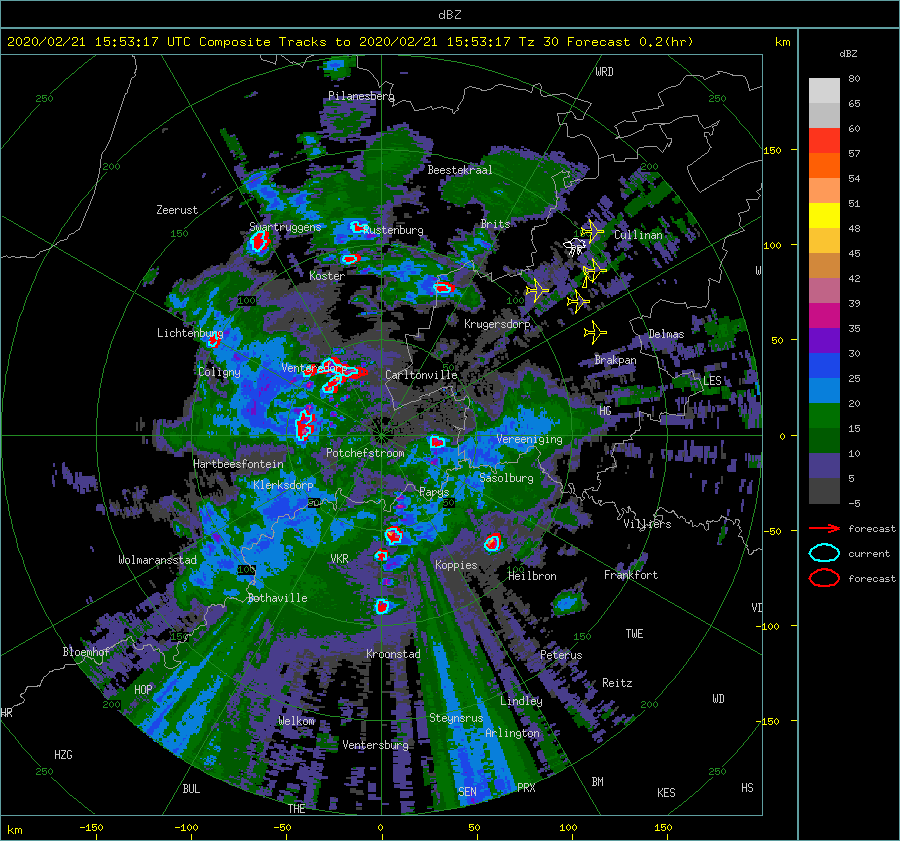 dBZ
2020/02/21 15:53:17 UTC Composite Tracks to 2020/02/21 15:53:17 Tz 30 Forecast 0.2(hr)
km
dBZ
WRD
80
250
Pilanesberg
250
65
60
150
57
200
Beestekraal
200
54
51
Zeerust
150
Swartruggens
Rustenburg
Brits
Cullinan
48
100
W
45
Koster
42
100
100
39
Krugersdorp
Lichtenburg
Delmas
35
50
Brakpan
30
Coligny
Ventersdorp
Carltonville
LES
25
HG
20
Vereeniging
0
15
Potchefstroom
10
Hartbeesfontein
Sasolburg
5
Klerksdorp
Parys
50
50
-5
Villiers
-50
forecast
Wolmaransstad
VKR
Koppies
current
100
100
Heilbron
Frankfort
forecast
Bothaville
VD
-100
150
150
TWE
Bloemhof
Kroonstad
Peterus
HOP
Reitz
WD
200
Lindley
200
HR
Welkom
Steynsrus
-150
Arlington
Ventersburg
HZG
250
250
BUL
SEN
PRX
BM
KES
HS
THE
km
-150
-100
-50
0
50
100
150